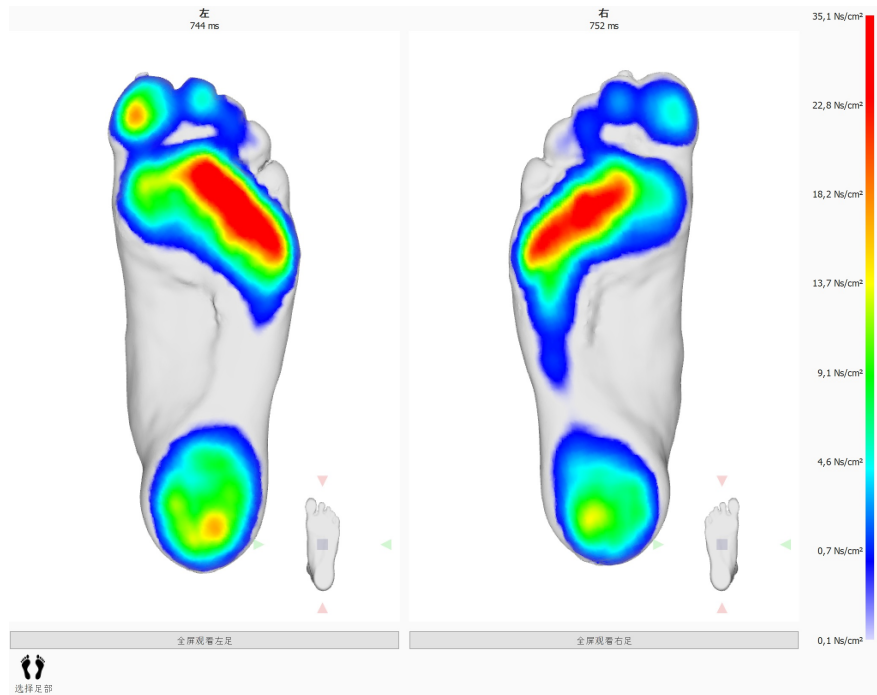 左
744 ms
右
752 ms
35,1 Ns/cm²
22,8 Ns/cm²
18,2 Ns/cm²
13,7 Ns/cm²
9,1 Ns/cm²
4,6 Ns/cm²
0,7 Ns/cm²
0,1 Ns/cm²
全屏观看左足
全屏观看右足
选择足部